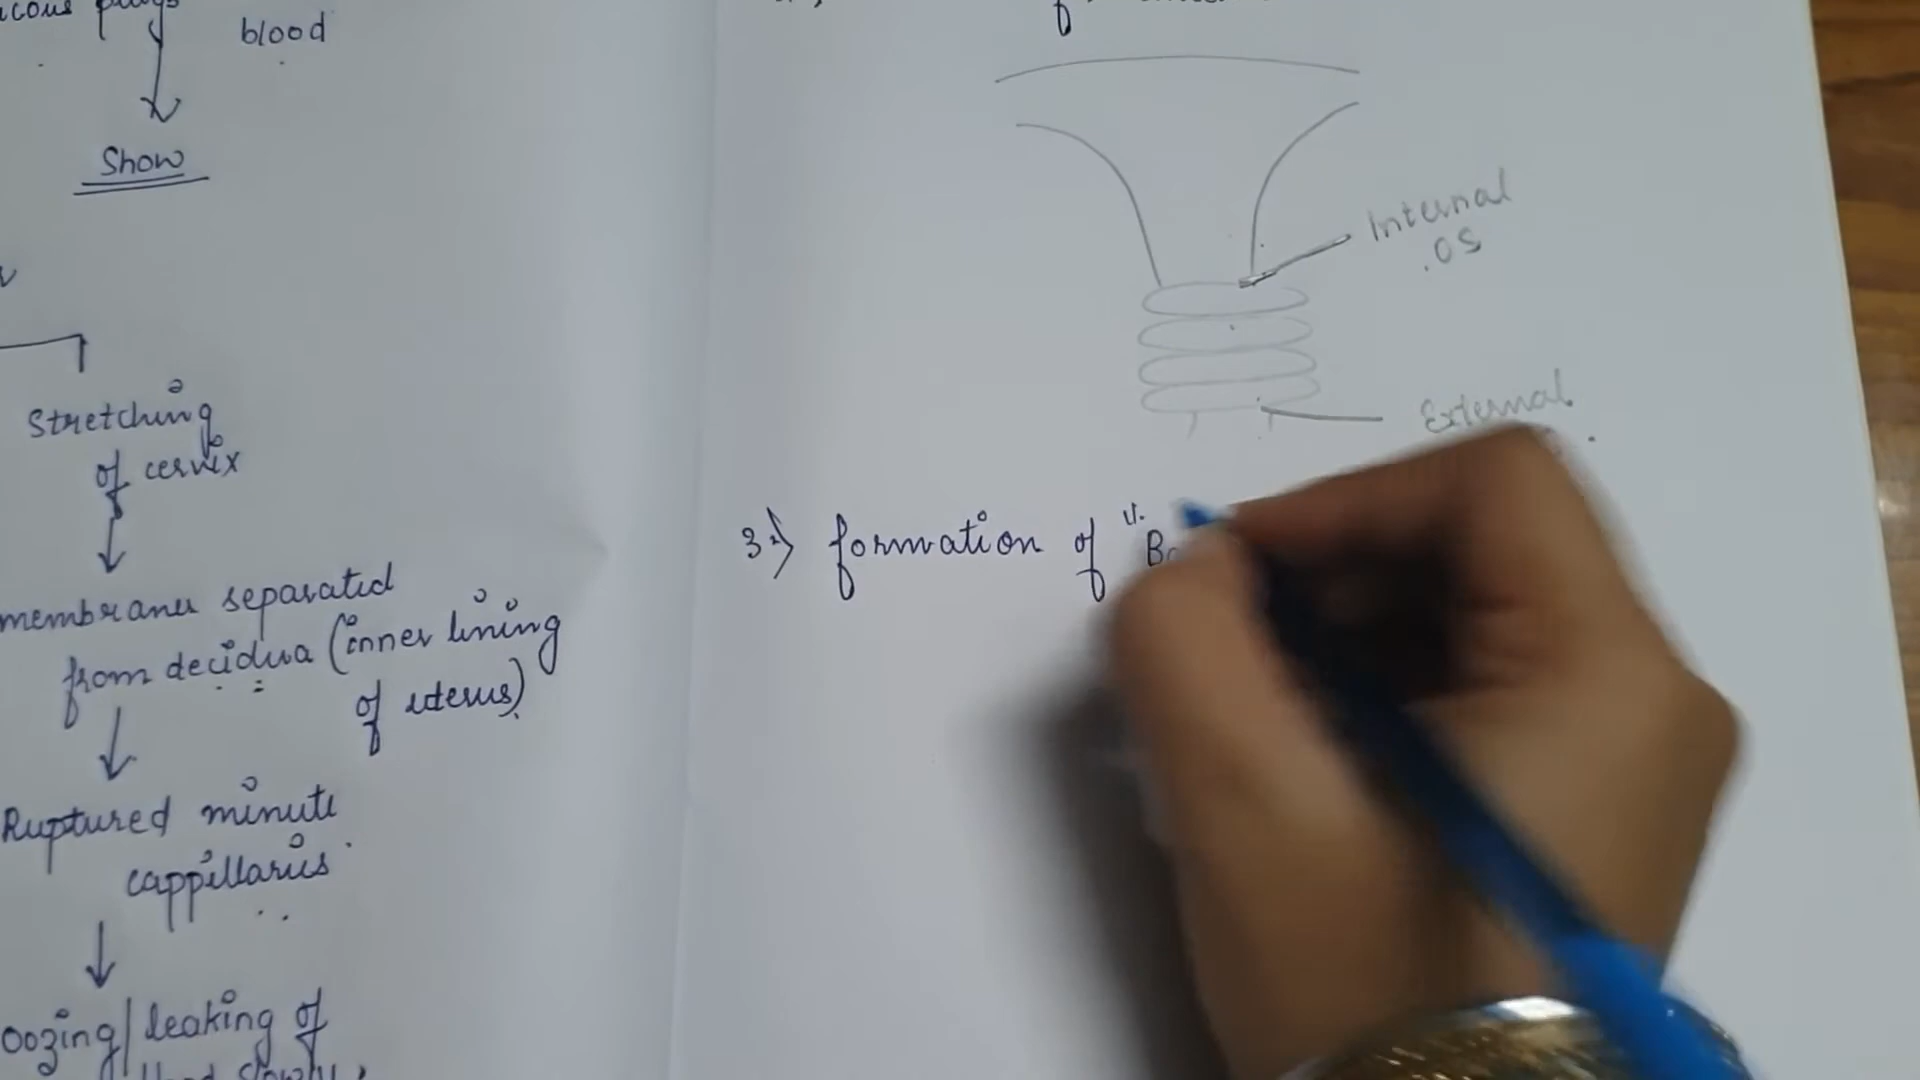 blood
Show
Stretching
of cervix
membranes separated
from decidua (inner lining
of uterus)
Ruptured minute
cappillaries
Oozing/leaking of
Internal
os
External
3.) formation of "Ba